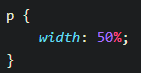 p {
    width: 50%;
}